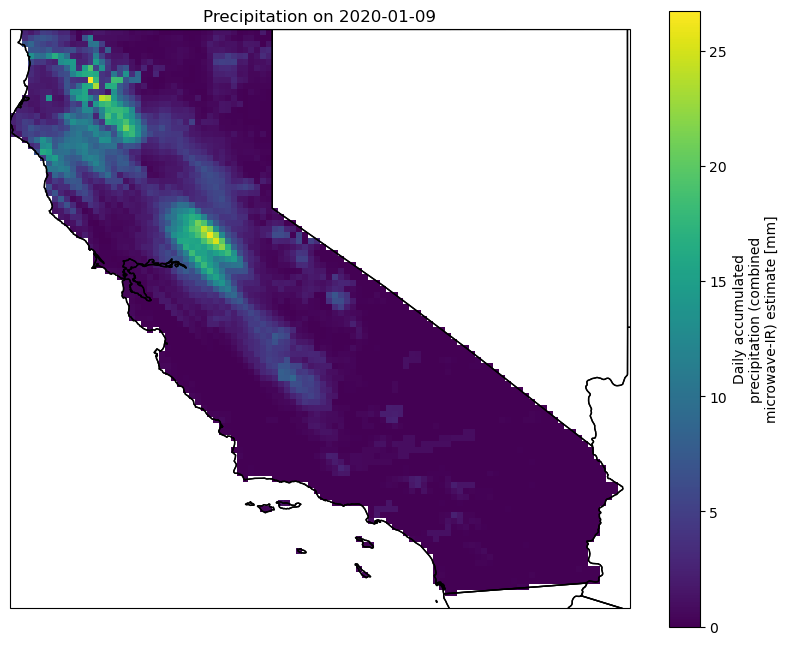 Precipitation on 2020-01-09
25
20
15
10
5
0
Daily accumulated
precipitation (combined
microwave-IR) estimate [mm]